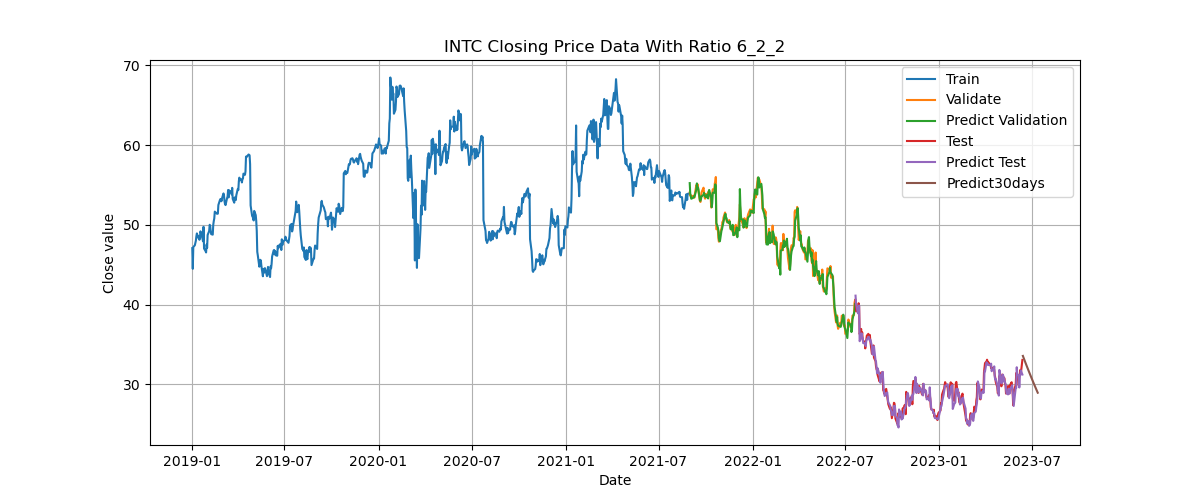 INTC Closing Price Data With Ratio 6_2_2
70
60
50
40
30
Close value
Train
Validate
Predict Validation
Test
Predict Test
Predict30days
2019-01 2019-07 2020-01 2020-07 2021-01 2021-07 2022-01 2022-07 2023-01 2023-07
Date